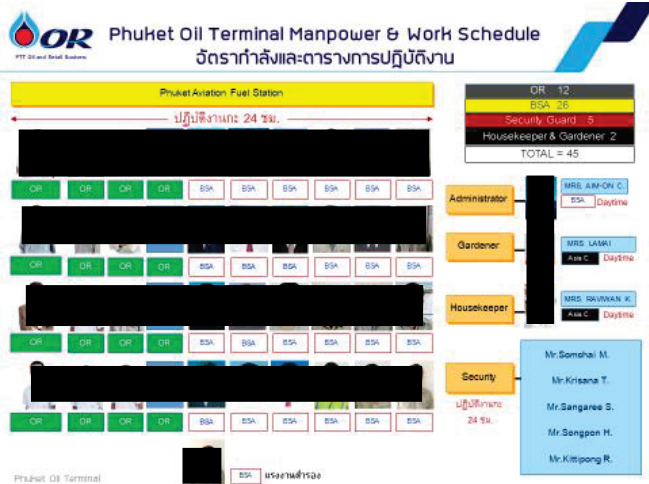 OR
PTT Oil and Retail Business
Phuket Oil Terminal Manpower & Work Schedule
อัตรากำลังและตารางการปฏิบัติงาน
Phuket Aviation Fuel Station
ปฏิบัติงานกะ 24 ชม.
OR 12
BSA 26
Security Guard 5
Housekeeper & Gardener 2
TOTAL = 45
OR OR OR OR BSA BSA BSA BSA BSA BSA
OR OR OR OR BSA BSA BSA BSA BSA BSA
OR OR OR OR BSA BSA BSA BSA BSA BSA
OR OR OR OR BSA BSA BSA BSA BSA BSA
BSA แรงงานสำรอง
Administrator
MRS. AIM-ON C.
BSA Daytime
Gardener
MRS. LAMAI
Asia C Daytime
Housekeeper
MRS. RAVIWAN K.
Asia C Daytime
Security
ปฏิบัติงานกะ
24 ชม.
Mr.Somchai M.
Mr.Krisana T.
Mr.Sangaree S.
Mr.Songpon H.
Mr.Kittipong R.
Phuket Oil Terminal